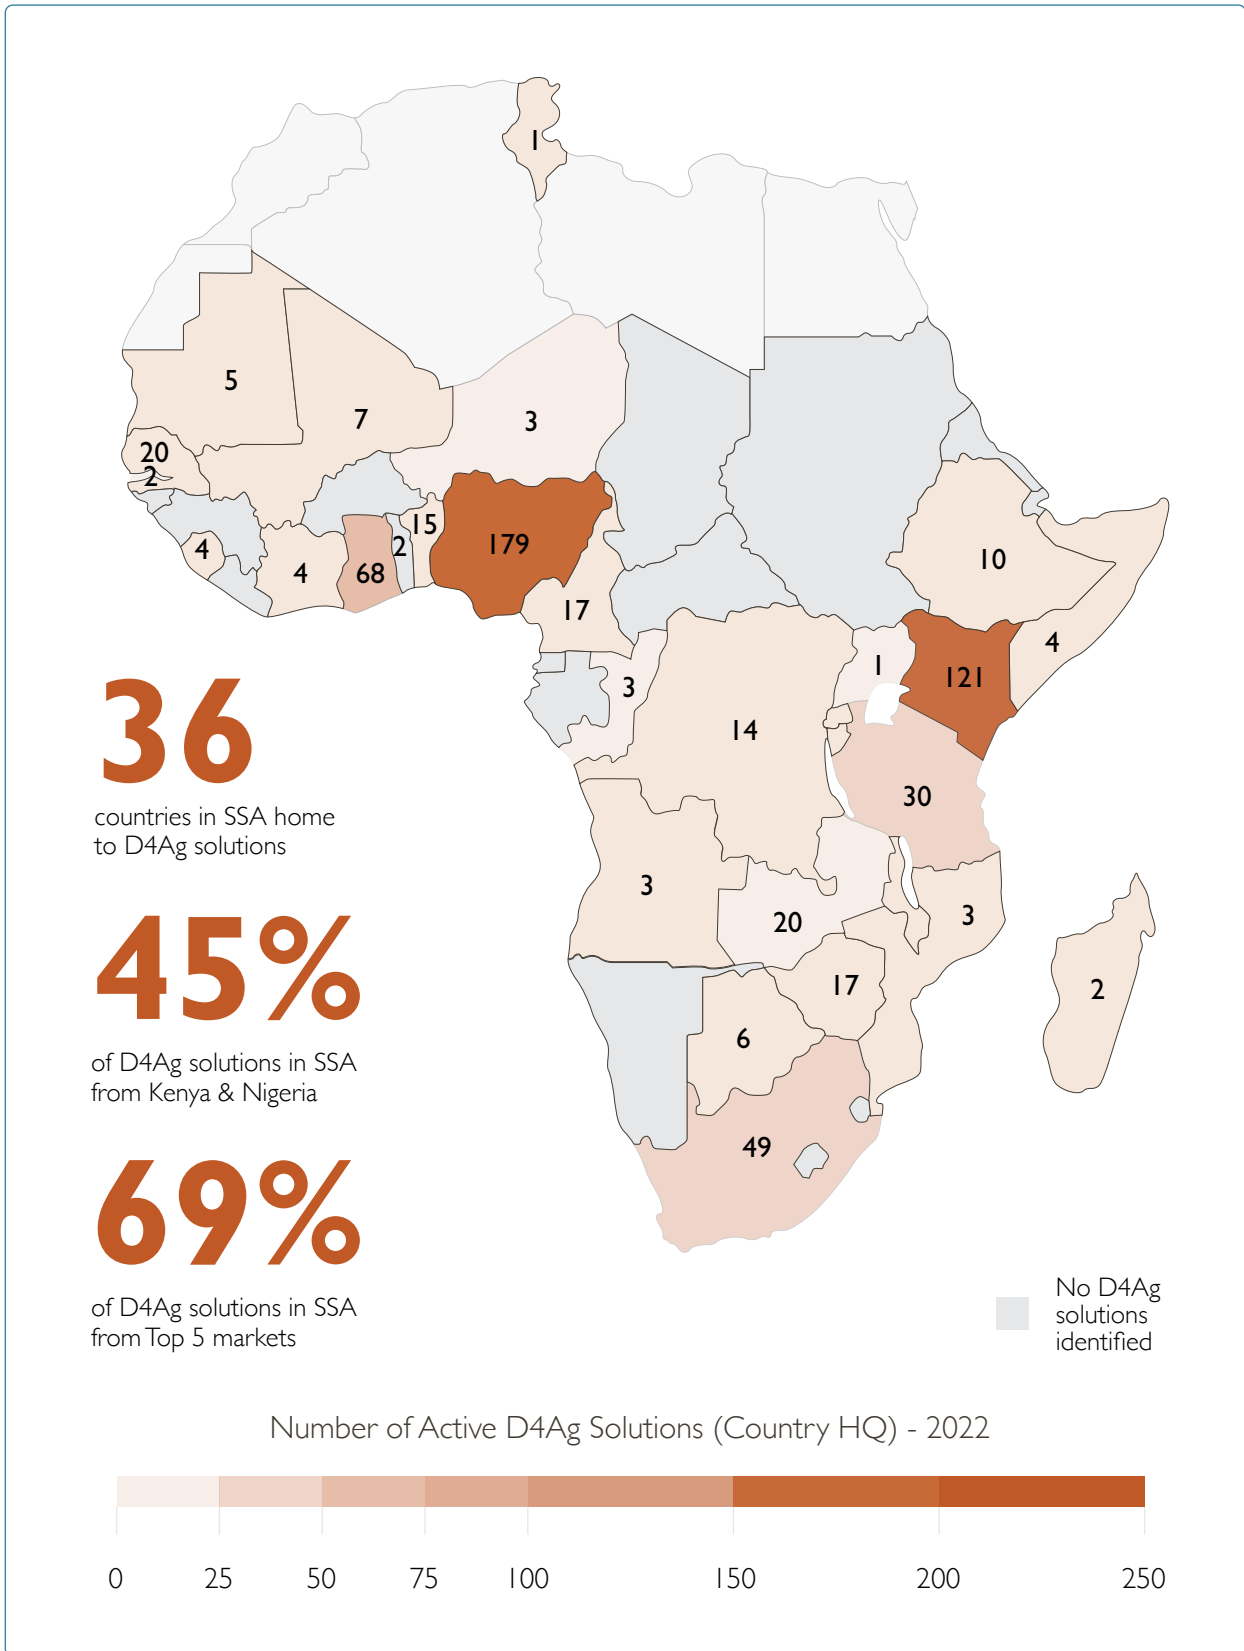 1
5
7
3
20
2
15
179
2
4
4
68
10
17
4
1
121
3
14
30
3
20
3
17
2
6
49
36
countries in SSA home
to D4Ag solutions
45%
of D4Ag solutions in SSA
from Kenya & Nigeria
69%
of D4Ag solutions in SSA
from Top 5 markets
No D4Ag
solutions
identified
Number of Active D4Ag Solutions (Country HQ) - 2022
0 25 50 75 100 150 200 250